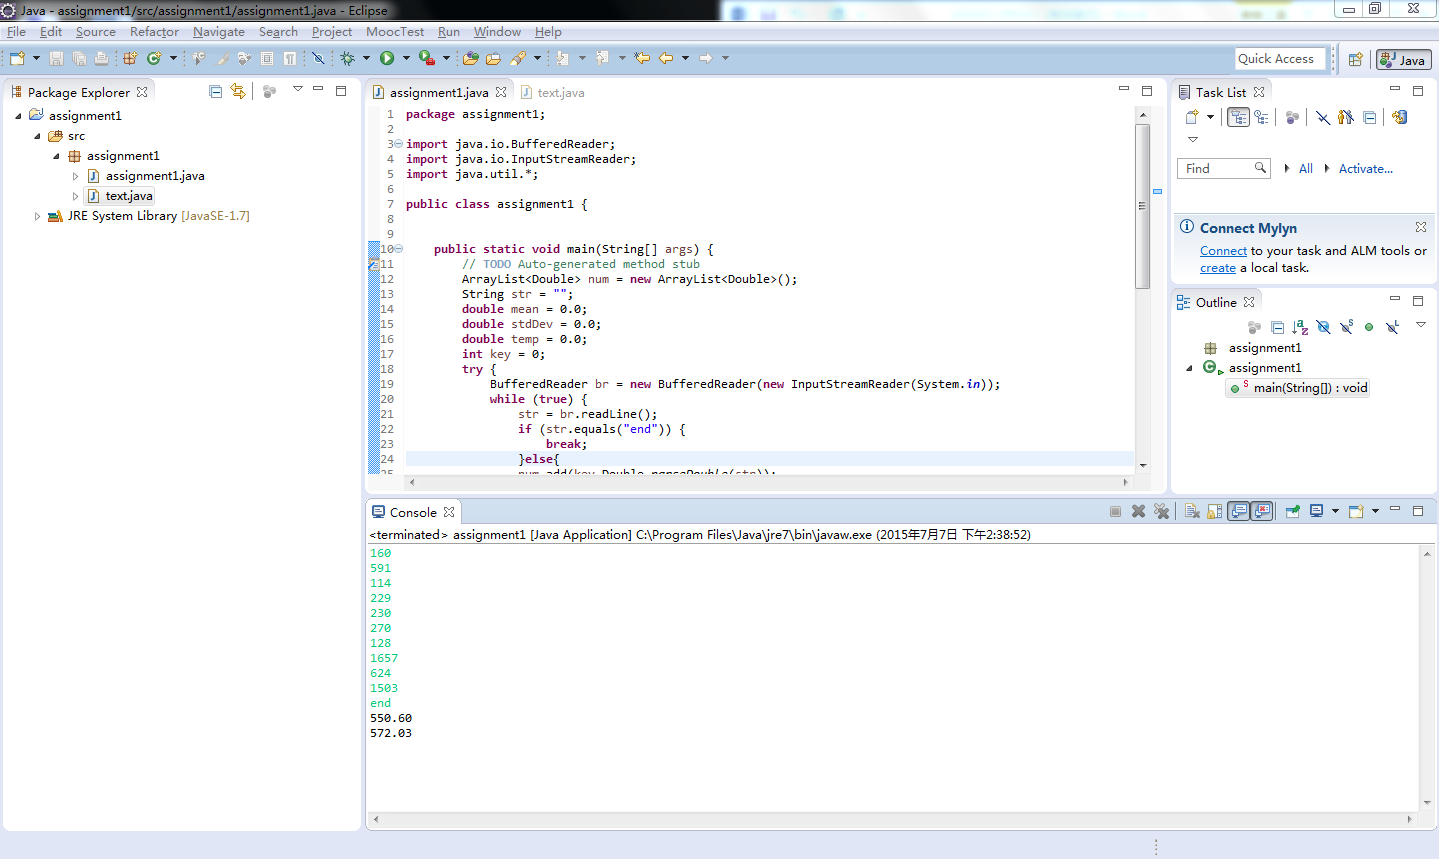 Java - assignment1/src/assignment1/assignment1.java - Eclipse
File Edit Source Refactor Navigate Search Project MoocTest Run Window Help
Quick Access
Java
Package Explorer
assignment1
src
assignment1
assignment1.java
text.java
JRE System Library [JavaSE-1.7]
assignment1.java text.java
1 package assignment1;
2
3 import java.io.BufferedReader;
4 import java.io.InputStreamReader;
5 import java.util.*;
6
7 public class assignment1 {
8
9
10 public static void main(String[] args) {
11 // TODO Auto-generated method stub
12 ArrayList<Double> num = new ArrayList<Double>();
13 String str = "";
14 double mean = 0.0;
15 double stdDev = 0.0;
16 double temp = 0.0;
17 int key = 0;
18 try {
19 BufferedReader br = new BufferedReader(new InputStreamReader(System.in));
20 while (true) {
21 str = br.readLine();
22 if (str.equals("end")) {
23 break;
24 }else{
25 num.add(key,Double.parseDouble(str));
Task List
Find All Activate...
Connect Mylyn
Connect to your task and ALM tools or
create a local task.
Outline
assignment1
assignment1
main(String[]) : void
Console
<terminated> assignment1 [Java Application] C:\Program Files\Java\jre7\bin\javaw.exe (2015年7月7日 下午2:38:52)
160
591
114
229
230
270
128
1657
624
1503
end
550.60
572.03